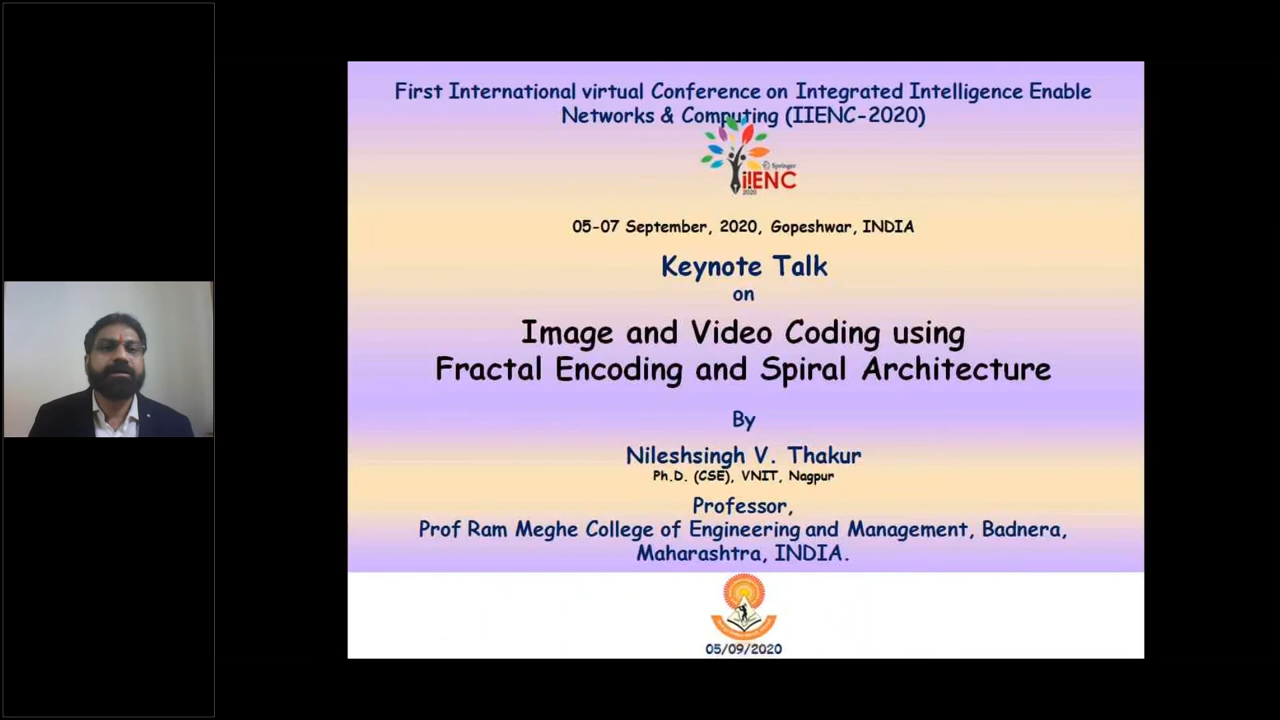 First International virtual Conference on Integrated Intelligence Enable
Networks & Computing (IIENC-2020)
Springer
iIENC
2020
05-07 September, 2020, Gopeshwar, INDIA
Keynote Talk
on
Image and Video Coding using
Fractal Encoding and Spiral Architecture
By
Nileshsingh V. Thakur
Ph.D. (CSE), VNIT, Nagpur
Professor,
Prof Ram Meghe College of Engineering and Management, Badnera,
Maharashtra, INDIA.
05/09/2020